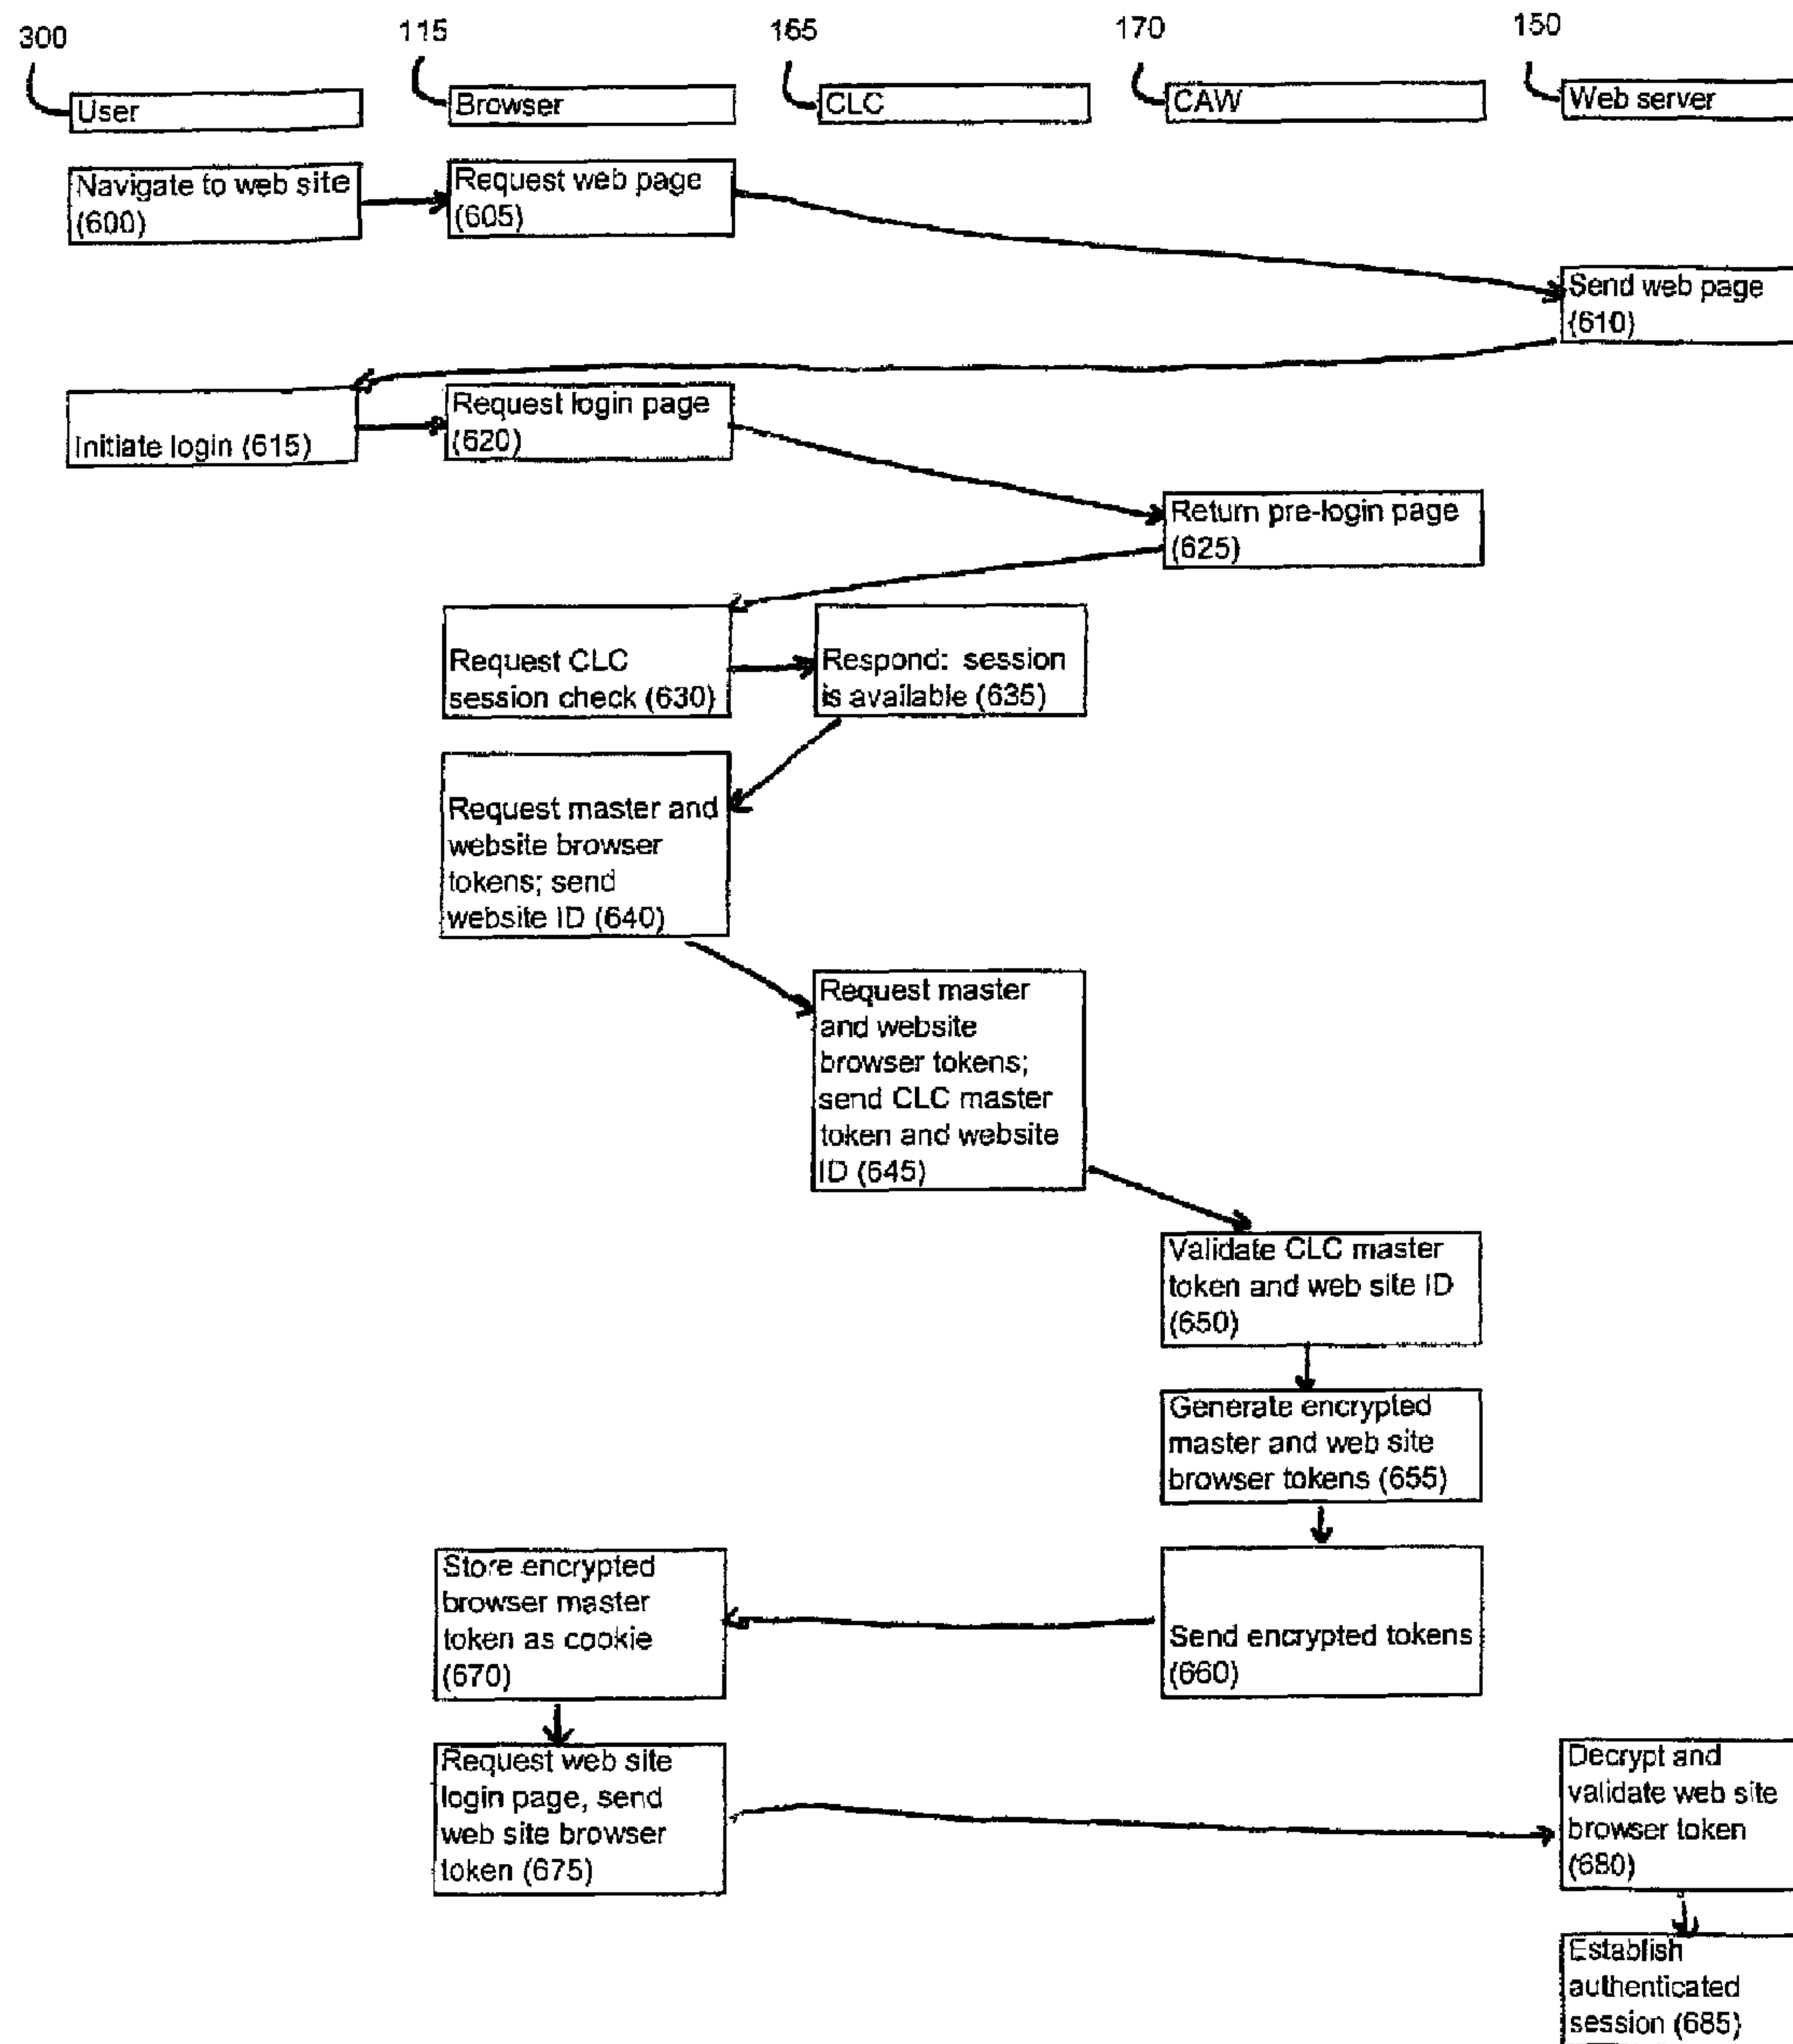 300
115
165
170
150
User
Browser
CLC
CAW
Web server
Navigate to web site
(600)
Request web page
(605)
Send web page
(610)
Initiate login (615)
Request login page
(620)
Return pre-login page
(625)
Request CLC
session check (630)
Respond: session
is available (635)
Request master and
website browser
tokens; send
website ID (640)
Request master
and website
browser tokens;
send CLC master
token and website
ID (645)
Validate CLC master
token and web site ID
(650)
Generate encrypted
master and web site
browser tokens (655)
Send encrypted tokens
(660)
Store encrypted
browser master
token as cookie
(670)
Request web site
login page, send
web site browser
token (675)
Decrypt and
validate web site
browser token
(680)
Establish
authenticated
session (685)